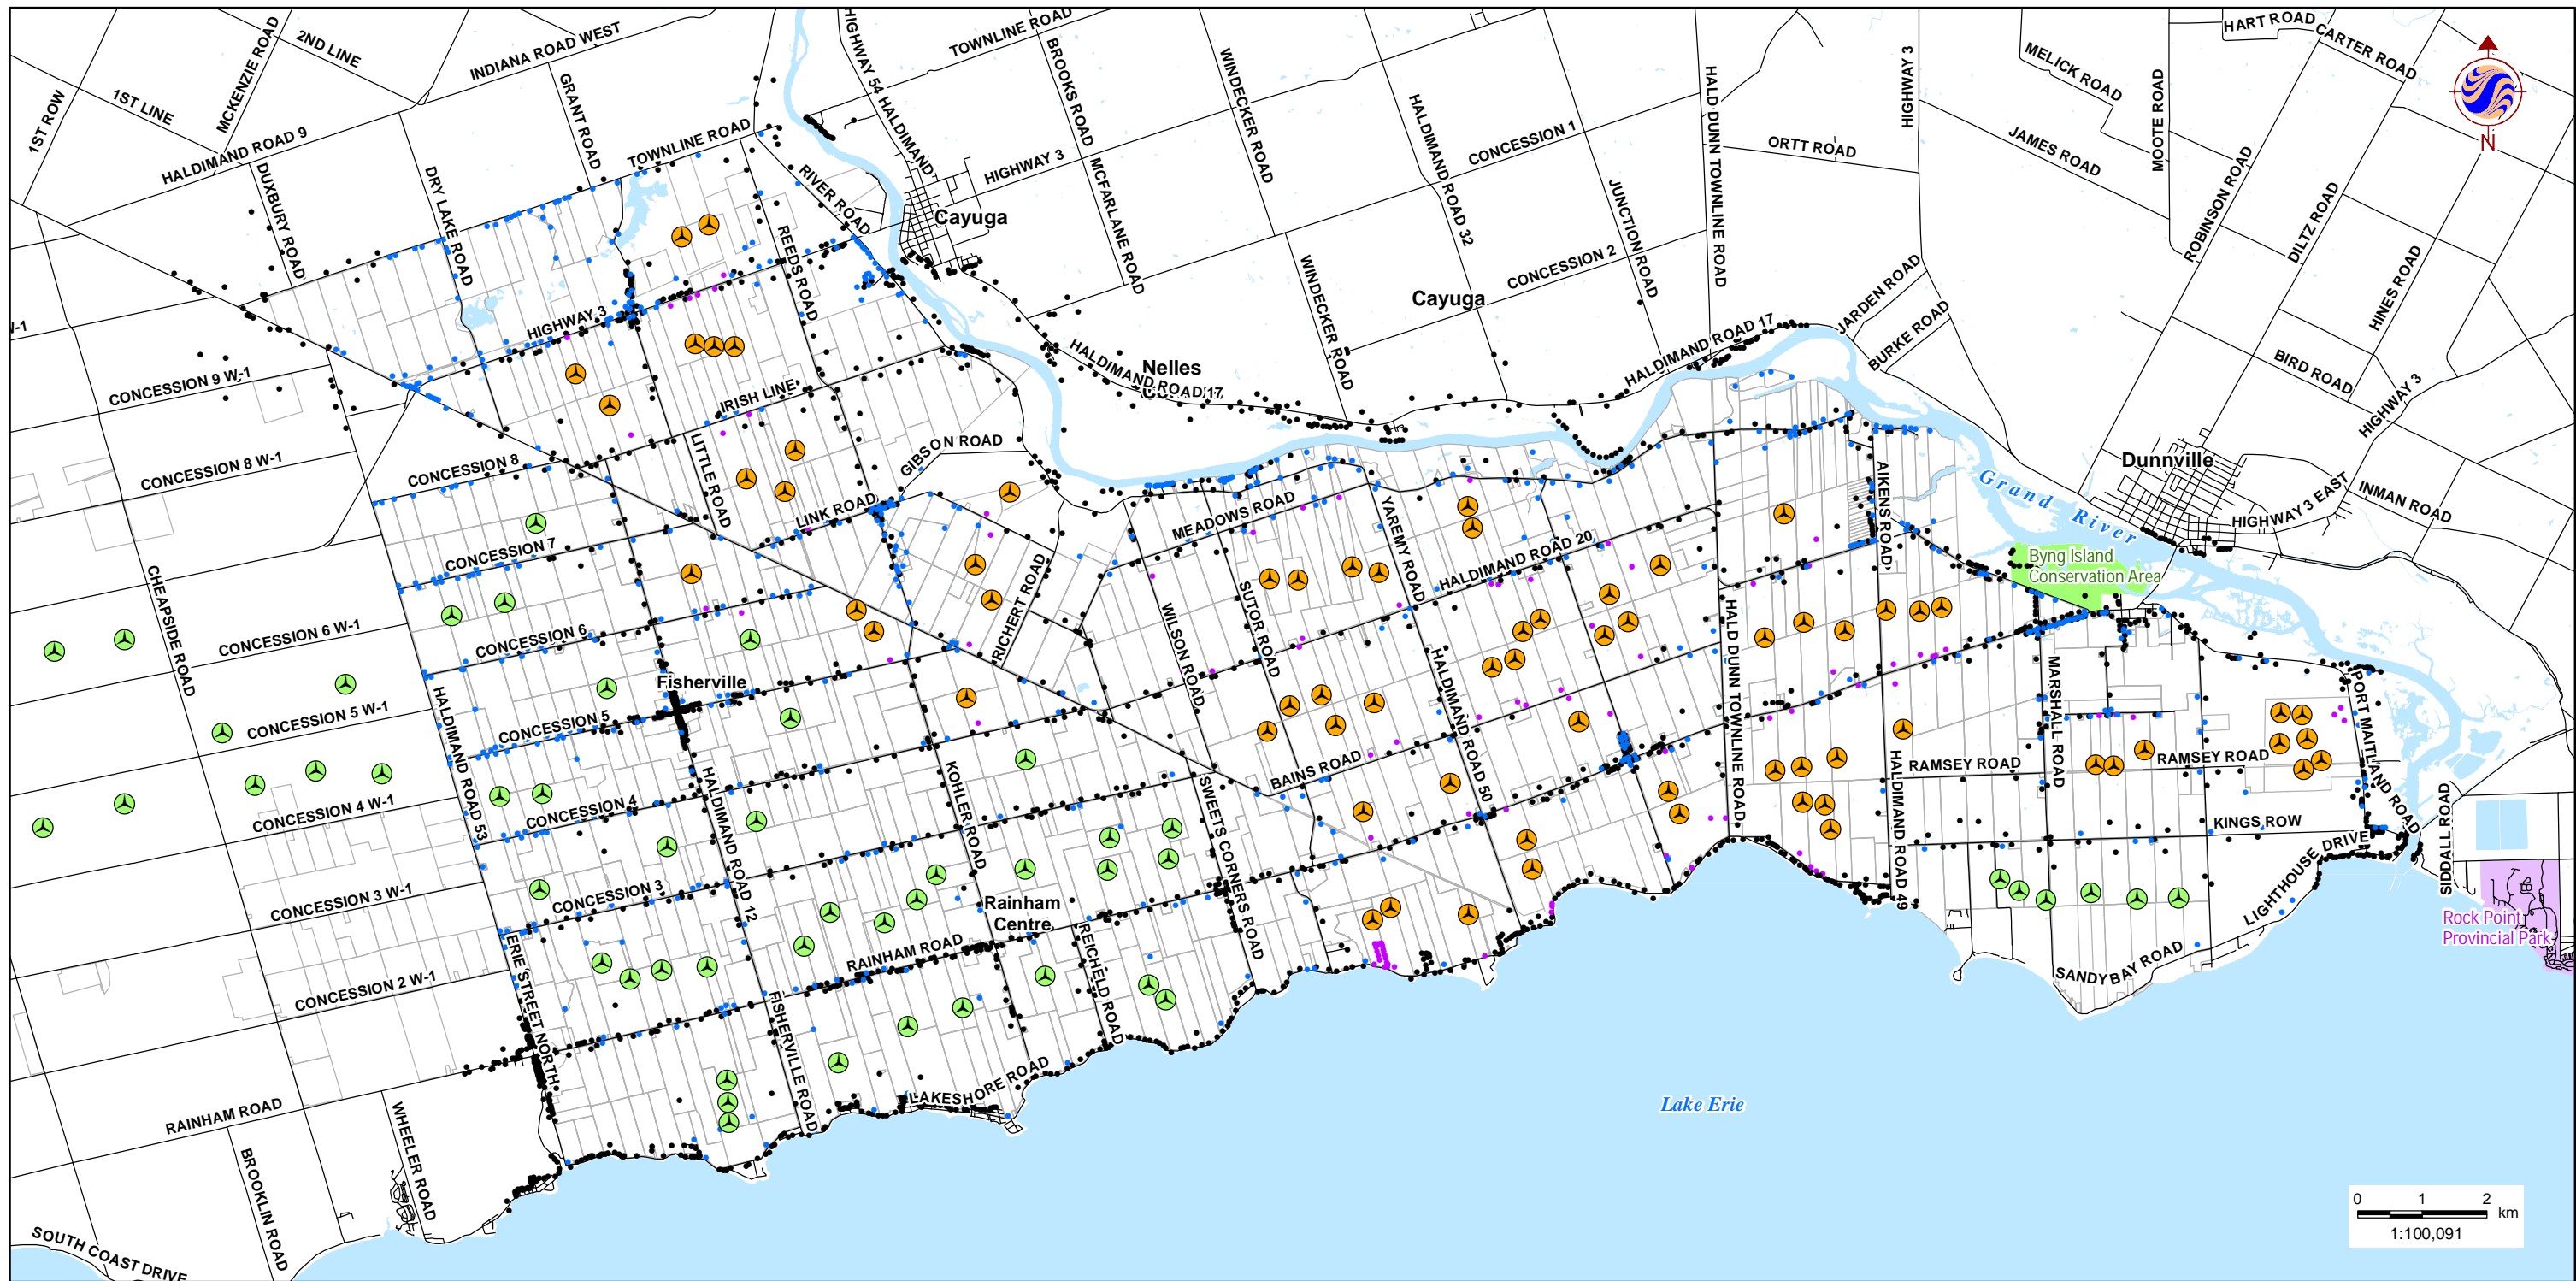 HART ROAD
CARTER ROAD
2ND LINE
MCKENZIE ROAD
INDIANA ROAD WEST
HIGHWAY 54 HALDIMAND
TOWNLINE ROAD
BROOKS ROAD
WINDECKER ROAD
HIGHWAY 3
MELICK ROAD
MOOTE ROAD
1ST ROW
1ST LINE
GRANT ROAD
HALDIMAND ROAD 9
TOWNLINE ROAD
HALD DUNN TOWNLINE ROAD
HALDIMAND ROAD 32
CONCESSION 1
ORTT ROAD
JAMES ROAD
N
DUXBURY ROAD
DRY LAKE ROAD
RIVER ROAD
HIGHWAY 3
MCFARLANE ROAD
JUNCTION ROAD
ROBINSON ROAD
DILTZ ROAD
Cayuga
REEDS ROAD
WINDECKER ROAD
CONCESSION 2
Cayuga
JARDEN ROAD
BURKE ROAD
HINES ROAD
HIGHWAY 3
HALDIMAND ROAD 17
HALDIMAND ROAD 17
Nelles
BIRD ROAD
HIGHWAY 3
CONCESSION 9 W-1
IRISH LINE
CONCESSION 8 W-1
CONCESSION 8
LITTLE ROAD
GIBSON ROAD
LINK ROAD
MEADOWS ROAD
YAREMY ROAD
AIKENS ROAD
Grand River
Dunnville
HIGHWAY 3 EAST
INMAN ROAD
CONCESSION 7
CHEAPSIDE ROAD
RICHERT ROAD
WILSON ROAD
SUTOR ROAD
HALDIMAND ROAD 20
Byng Island
Conservation Area
CONCESSION 6 W-1
CONCESSION 6
HALD DUNN TOWNLINE ROAD
Fisherville
HALDIMAND ROAD 53
CONCESSION 5 W-1
CONCESSION 5
HALDIMAND ROAD 50
MARSHALL ROAD
PORT MAITLAND ROAD
HALDIMAND ROAD 12
KOHLER ROAD
BAINS ROAD
HALDIMAND ROAD 49
RAMSEY ROAD
RAMSEY ROAD
CONCESSION 4 W-1
CONCESSION 4
SWEETS CORNERS ROAD
KINGS ROW
SIDDALL ROAD
LIGHTHOUSE DRIVE
CONCESSION 3 W-1
CONCESSION 3
Rainham
Centre
Rock Point
Provincial Park
ERIE STREET NORTH
RAINHAM ROAD
REICHELD ROAD
SANDY BAY ROAD
CONCESSION 2 W-1
FISHERVILLE ROAD
LAKESHORE ROAD
RAINHAM ROAD
WHEELER ROAD
BROOKLIN ROAD
Lake Erie
SOUTH COAST DRIVE
0 1 2
km
1:100,091